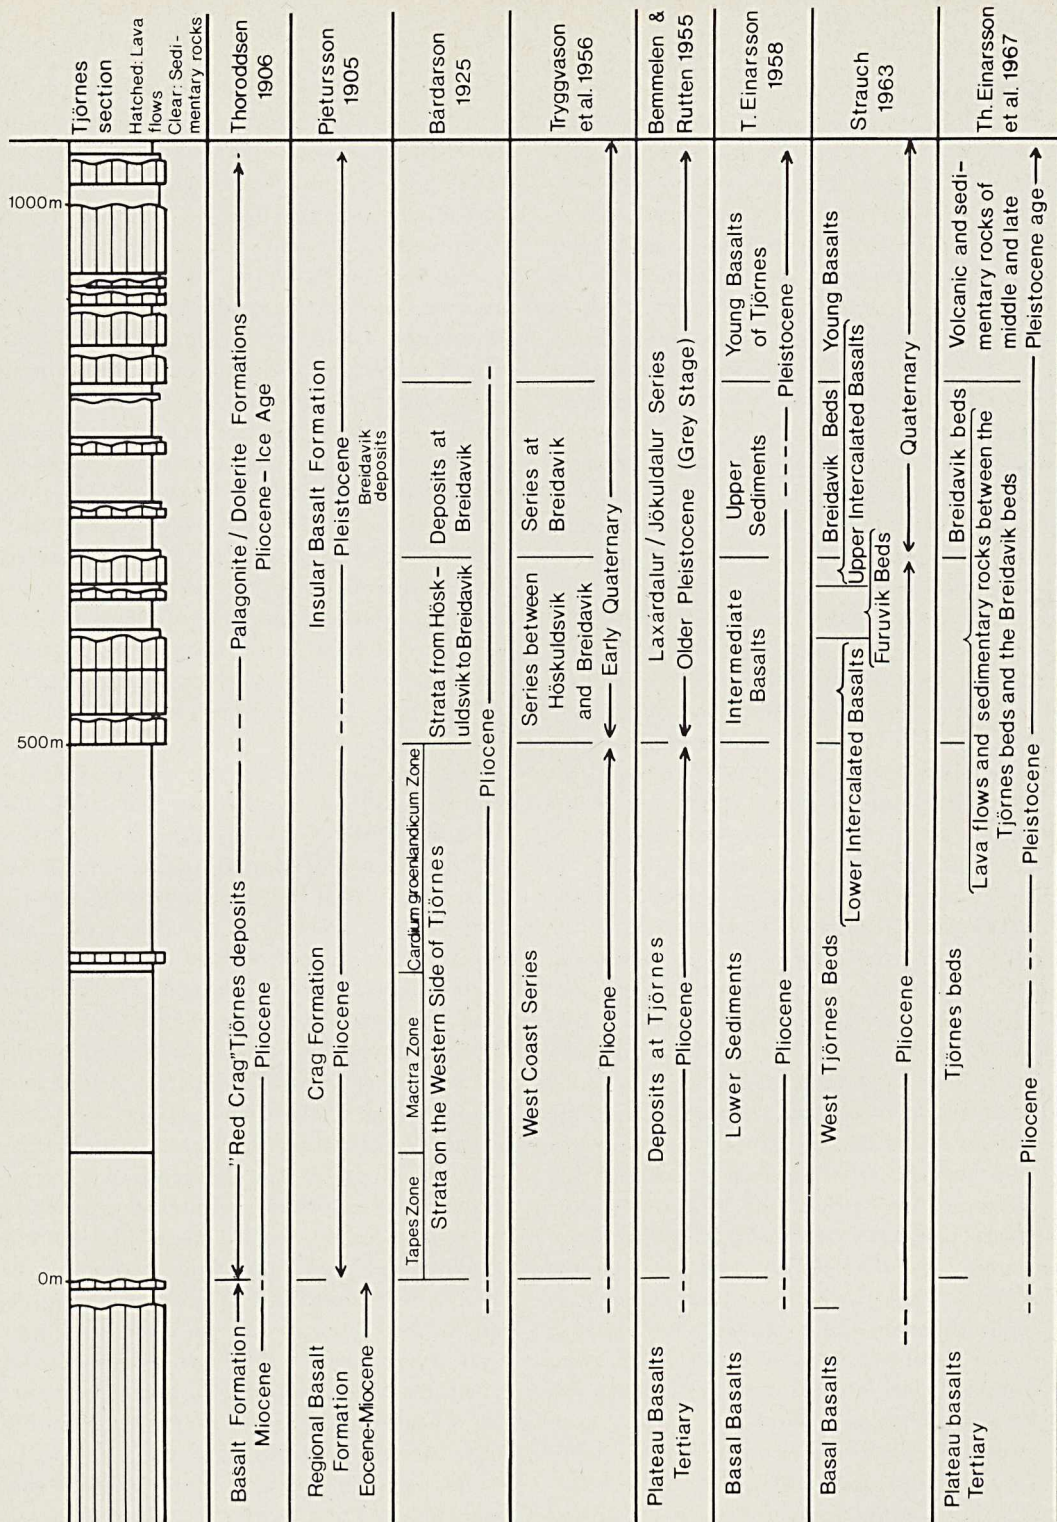 Tjörnes
section
Hatched: Lava
flows
Clear: Sedi-
mentary rocks
1000m
500m
0m
Thoroddsen
1906
Palagonite / Dolerite Formations
Pliocene – Ice Age
"Red Crag" Tjörnes deposits
Pliocene
Basalt Formation
Miocene
Pjetursson
1905
Insular Basalt Formation
Pleistocene
Breidavik
deposits
Crag Formation
Pliocene
Regional Basalt
Formation
Eocene-Miocene
Bárdarson
1925
Deposits at
Breidavik
Strata from Hösk-
uldsvik to Breidavik
Cardium groenlandicum Zone
Mactra Zone
Tapes Zone
Strata on the Western Side of Tjörnes
Pliocene
Tryggvason
et al. 1956
Series at
Breidavik
Series between
Höskuldsvik
and Breidavik
Early Quaternary
West Coast Series
Pliocene
Bemmelen &
Rutten 1955
Laxárdalur / Jökuldalur Series
Older Pleistocene (Grey Stage)
Deposits at Tjörnes
Pliocene
Plateau Basalts
Tertiary
T. Einarsson
1958
Young Basalts
of Tjörnes
Pleistocene
Upper
Sediments
Intermediate
Basalts
Lower Sediments
Pliocene
Basal Basalts
Strauch
1963
Young Basalts
Breidavik Beds
Upper Intercalated Basalts
Furuvik Beds
Lower Intercalated Basalts
Quaternary
West Tjörnes Beds
Pliocene
Basal Basalts
Th. Einarsson
et al. 1967
Volcanic and sedi-
mentary rocks of
middle and late
Pleistocene age
Breidavik beds
Lava flows and sedimentary rocks between the
Tjörnes beds and the Breidavik beds
Pleistocene
Tjörnes beds
Pliocene
Plateau basalts
Tertiary